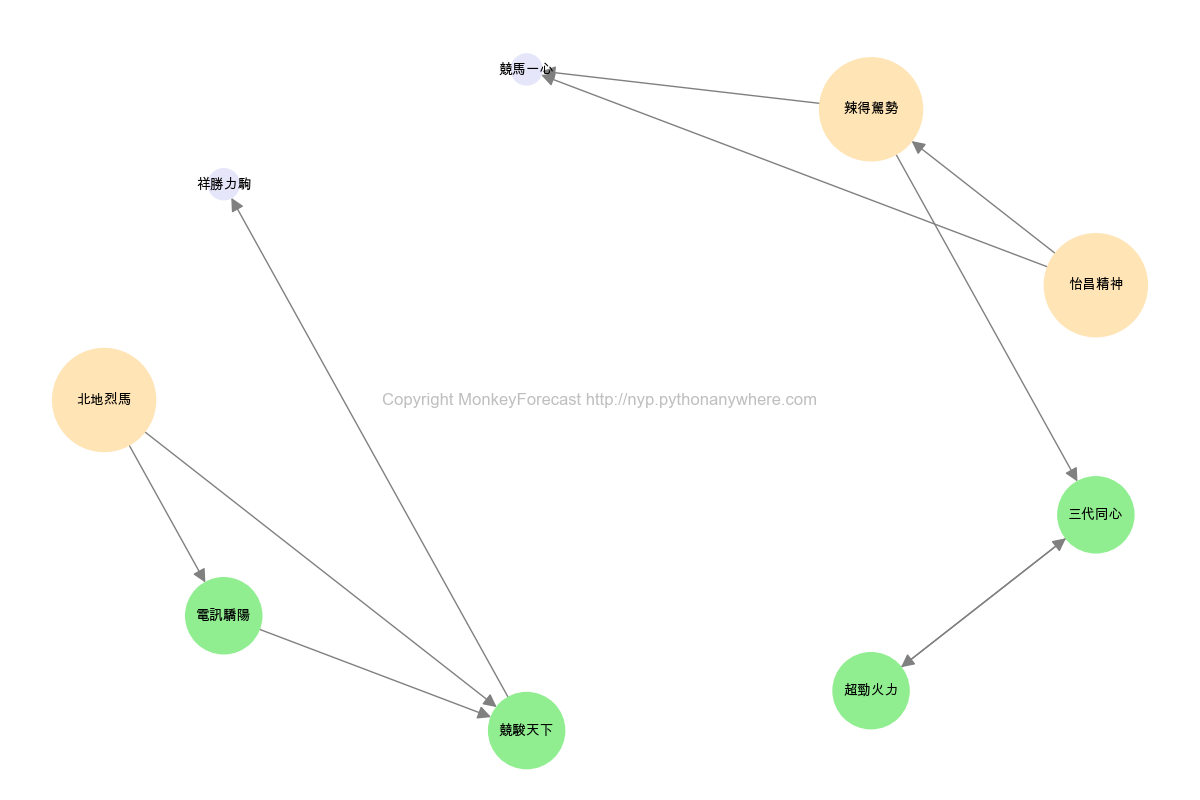 競馬一心
辣得駕勢
祥勝力駒
怡昌精神
北地烈馬
Copyright MonkeyForecast http://nyp.pythonanywhere.com
三代同心
電訊驕陽
超勁火力
競駿天下